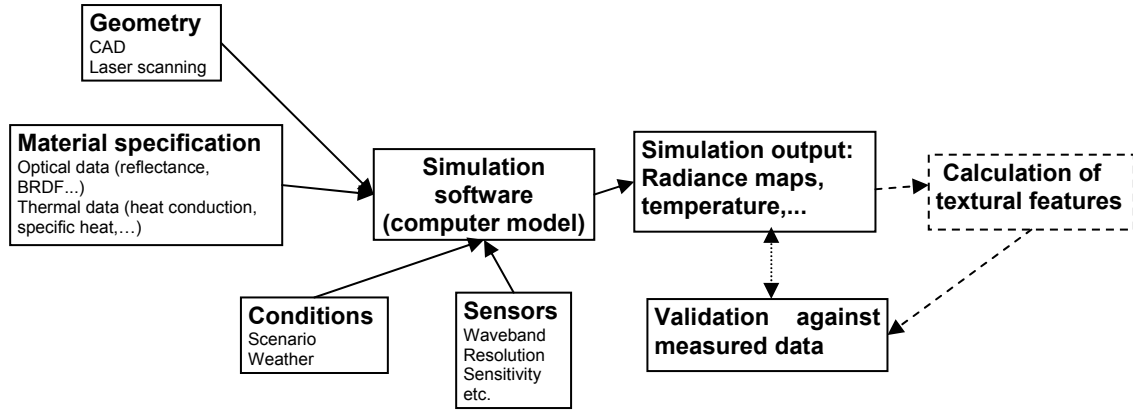 Geometry
CAD
Laser scanning
Material specification
Optical data (reflectance,
BRDF...)
Thermal data (heat conduction,
specific heat,…)
Simulation
software
(computer model)
Simulation output:
Radiance maps,
temperature,...
Calculation of
textural features
Conditions
Scenario
Weather
Sensors
Waveband
Resolution
Sensitivity
etc.
Validation against
measured data